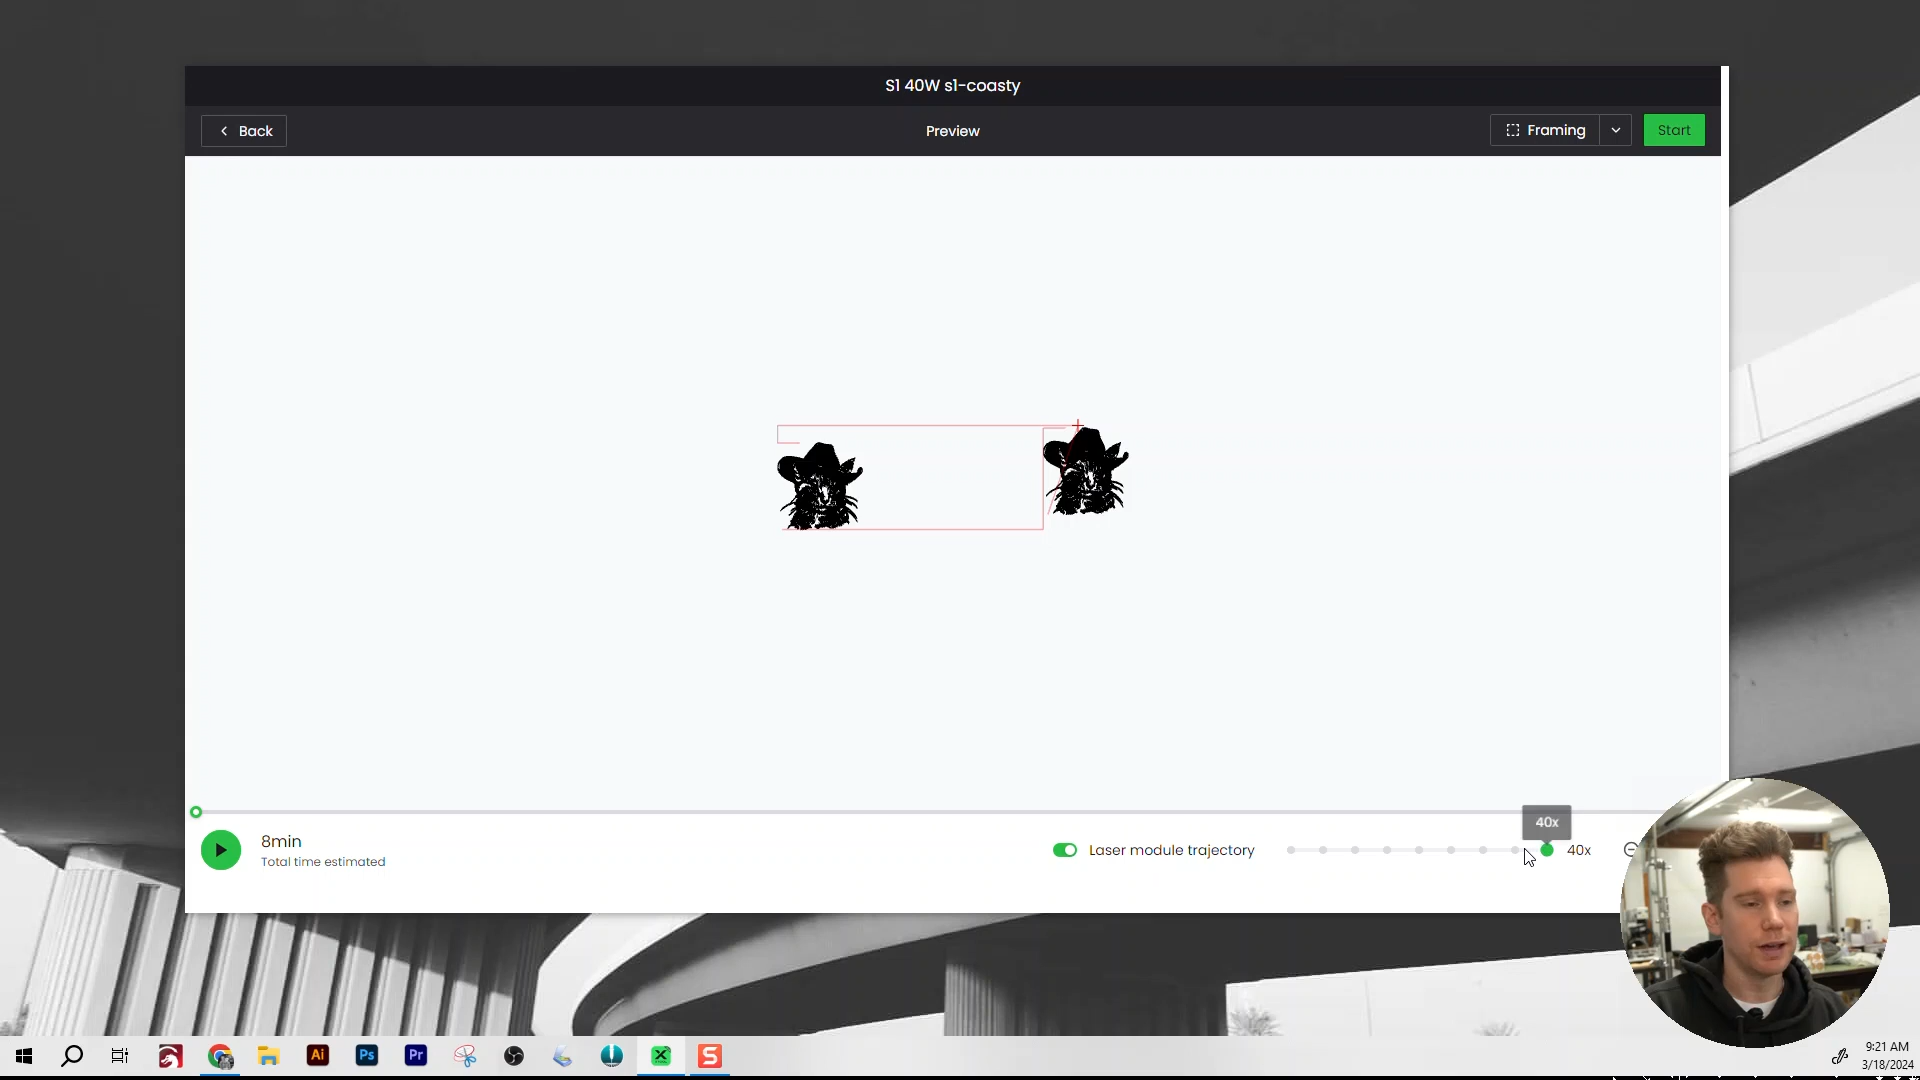 S1 40W s1-coasty
Back
Preview
Framing
Start
40x
8min
Total time estimated
Laser module trajectory
40x
Ai
Ps
Pr
S
9:21 AM
3/18/2024